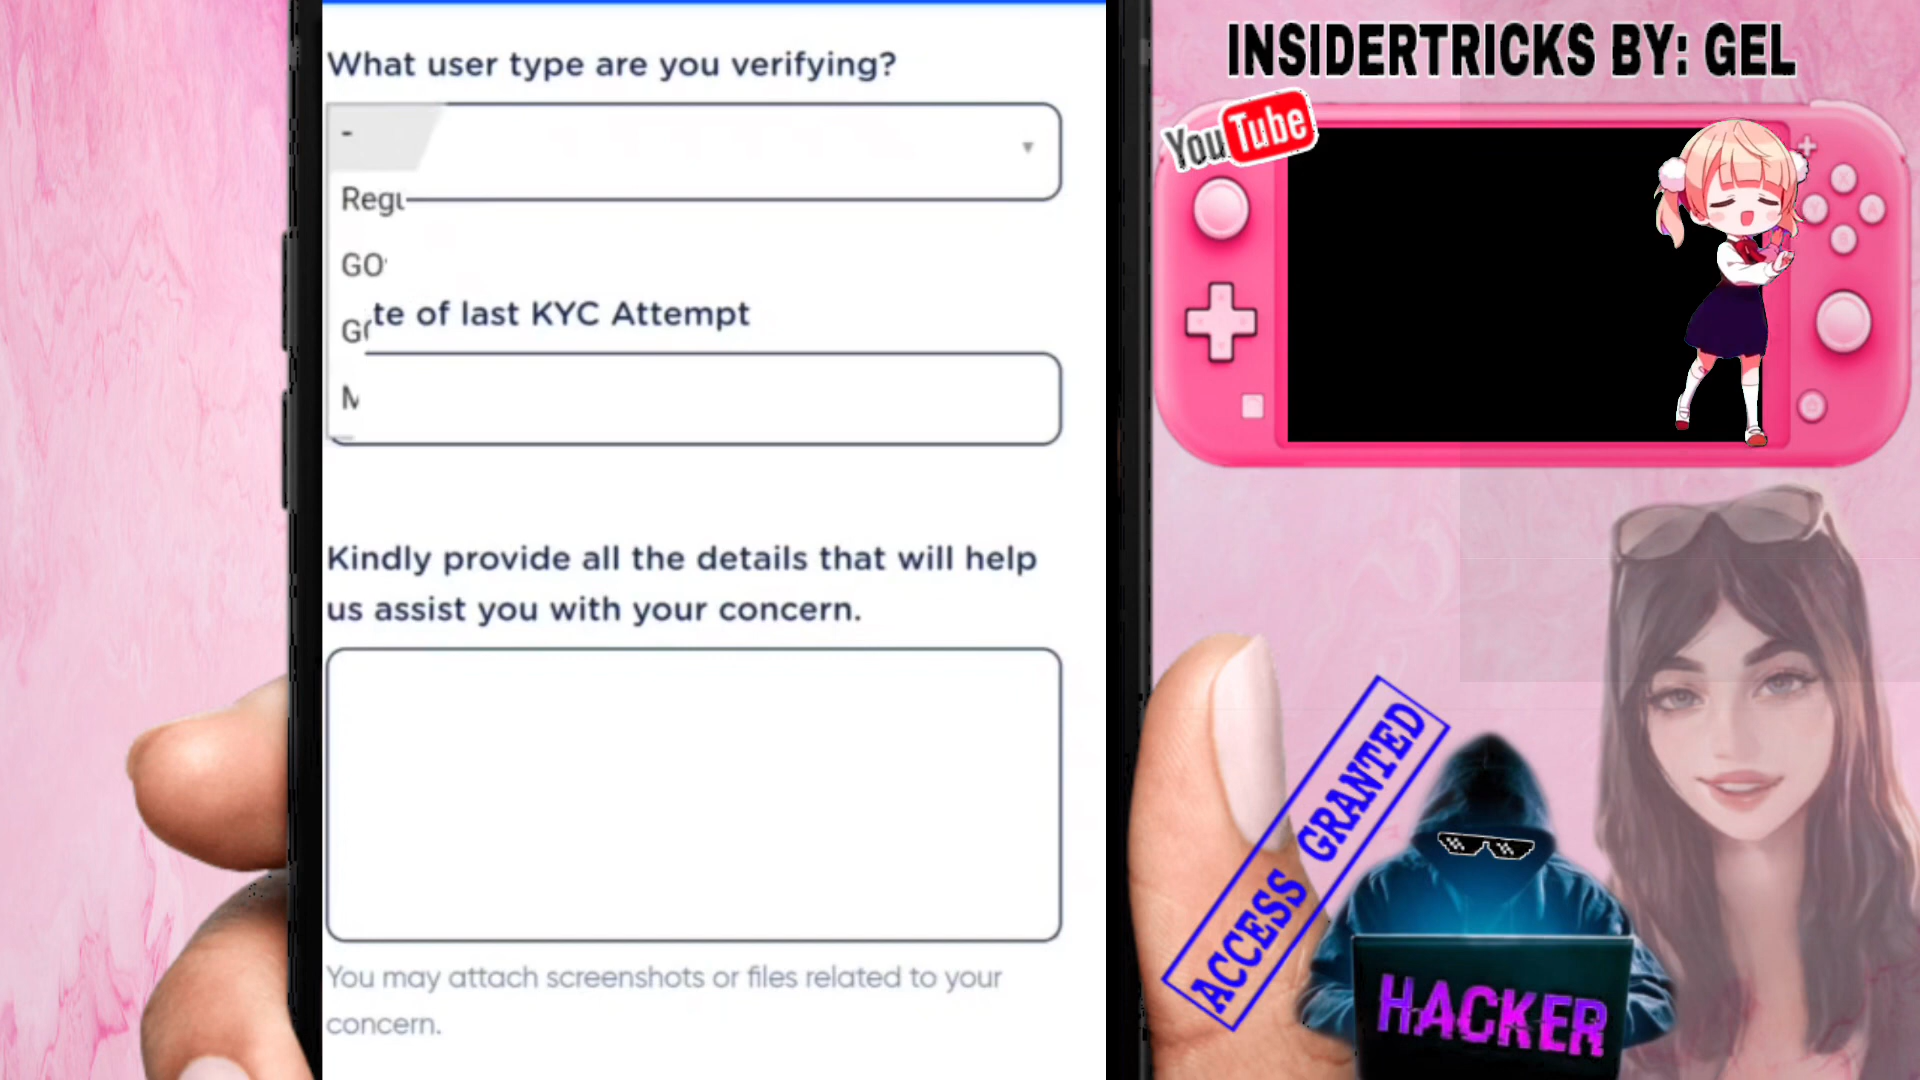 What user type are you verifying?
-
te of last KYC Attempt
Kindly provide all the details that will help
us assist you with your concern.
You may attach screenshots or files related to your
concern.
INSIDERTRICKS BY: GEL
YouTube
ACCESS GRANTED
HACKER